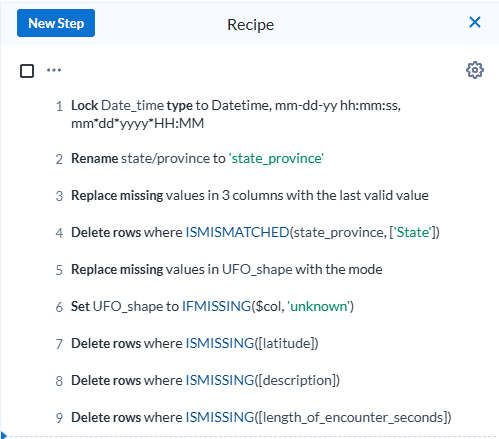 New Step
Recipe
1 Lock Date_time type to Datetime, mm-dd-yy hh:mm:ss,
mm*dd*yyyy*HH:MM
2 Rename state/province to 'state_province'
3 Replace missing values in 3 columns with the last valid value
4 Delete rows where ISMISMATCHED(state_province, ['State'])
5 Replace missing values in UFO_shape with the mode
6 Set UFO_shape to IFMISSING($col, 'unknown')
7 Delete rows where ISMISSING([latitude])
8 Delete rows where ISMISSING([description])
9 Delete rows where ISMISSING([length_of_encounter_seconds])